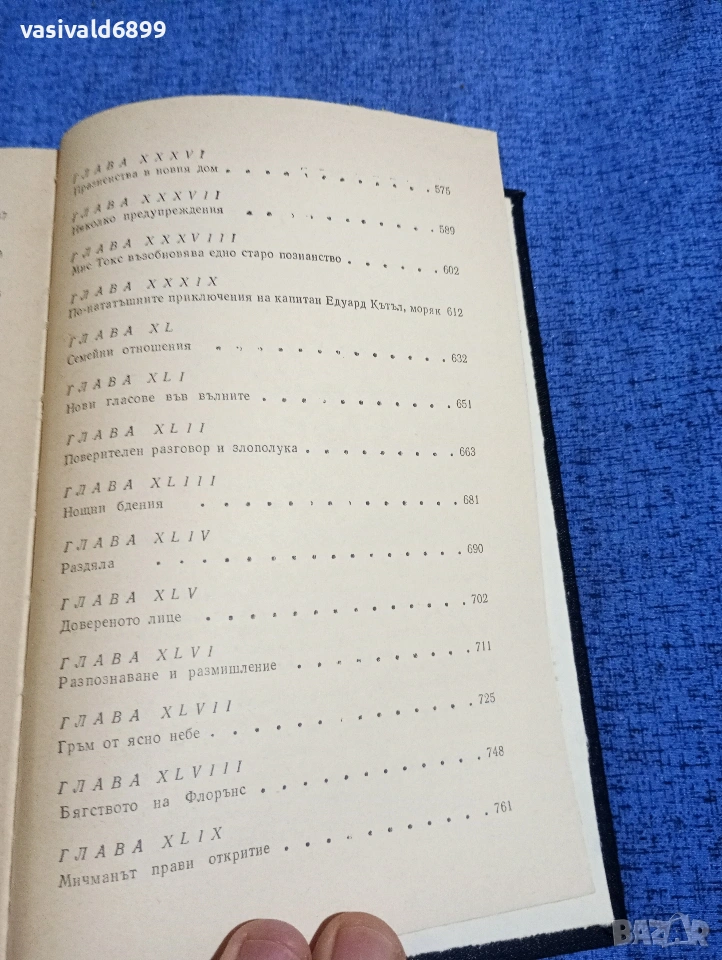 vasivald6899
ГЛАВА XXXVI
Празненства в новия дом 575
ГЛАВА XXXVII
Няколко предупреждения 589
ГЛАВА XXXVIII
Мис Токс възобновява едно старо познанство 602
ГЛАВА XXXIX
По-нататъшните приключения на капитан Едуард Кътъл, моряк 612
ГЛАВА XL
Семейни отношения 632
ГЛАВА XLI
Нови гласове във вълните 651
ГЛАВА XLII
Поверителен разговор и злополука 663
ГЛАВА XLIII
Нощни бдения 681
ГЛАВА XLIV
Раздяла 690
ГЛАВА XLV
Довереното лице 702
ГЛАВА XLVI
Разпознаване и размишление 711
ГЛАВА XLVII
Гръм от ясно небе 725
ГЛАВА XLVIII
Бягството на Флорънс 748
ГЛАВА XLIX
Мичманът прави откритие 761
BAZAR